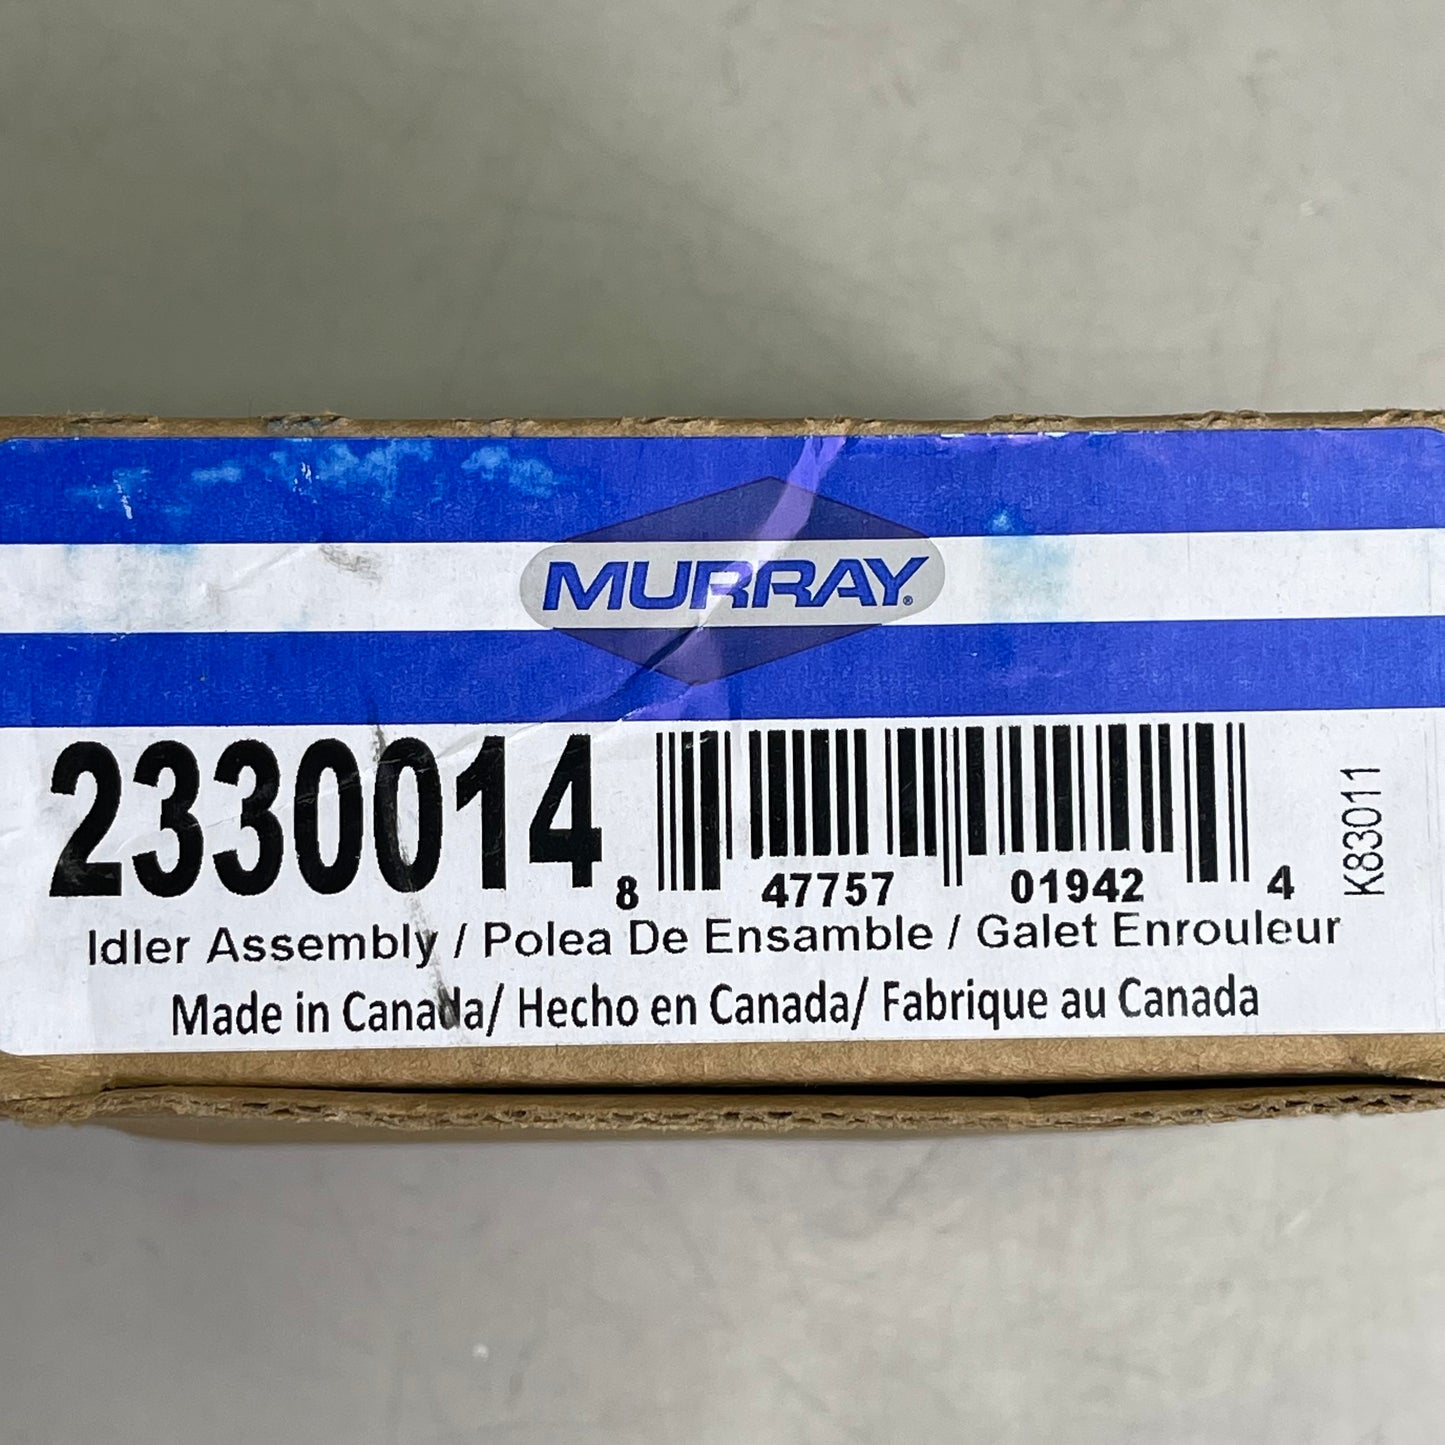 MURRAY®
2330014
8 47757 01942 4
K83011
Idler Assembly / Polea De Ensamble / Galet Enrouleur
Made in Canada/ Hecho en Canada/ Fabrique au Canada